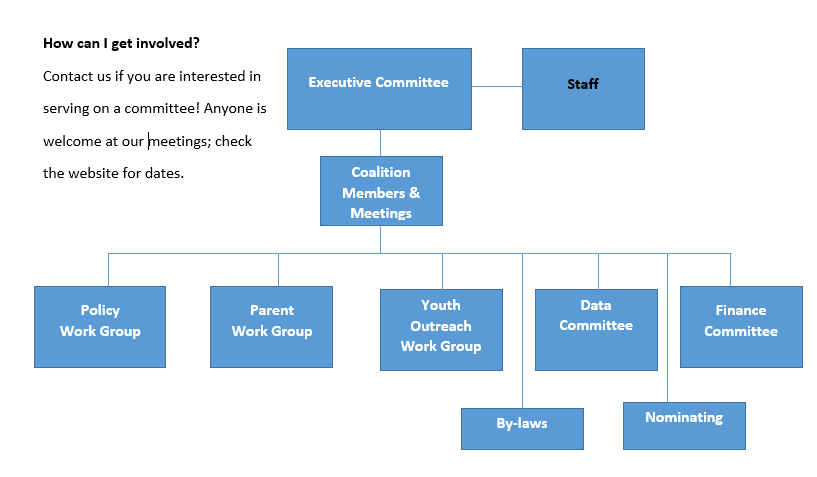 How can I get involved?
Contact us if you are interested in
serving on a committee! Anyone is
welcome at our meetings; check
the website for dates.
Executive Committee
Staff
Coalition
Members &
Meetings
Policy
Work Group
Parent
Work Group
Youth
Outreach
Work Group
Data
Committee
Finance
Committee
By-laws
Nominating